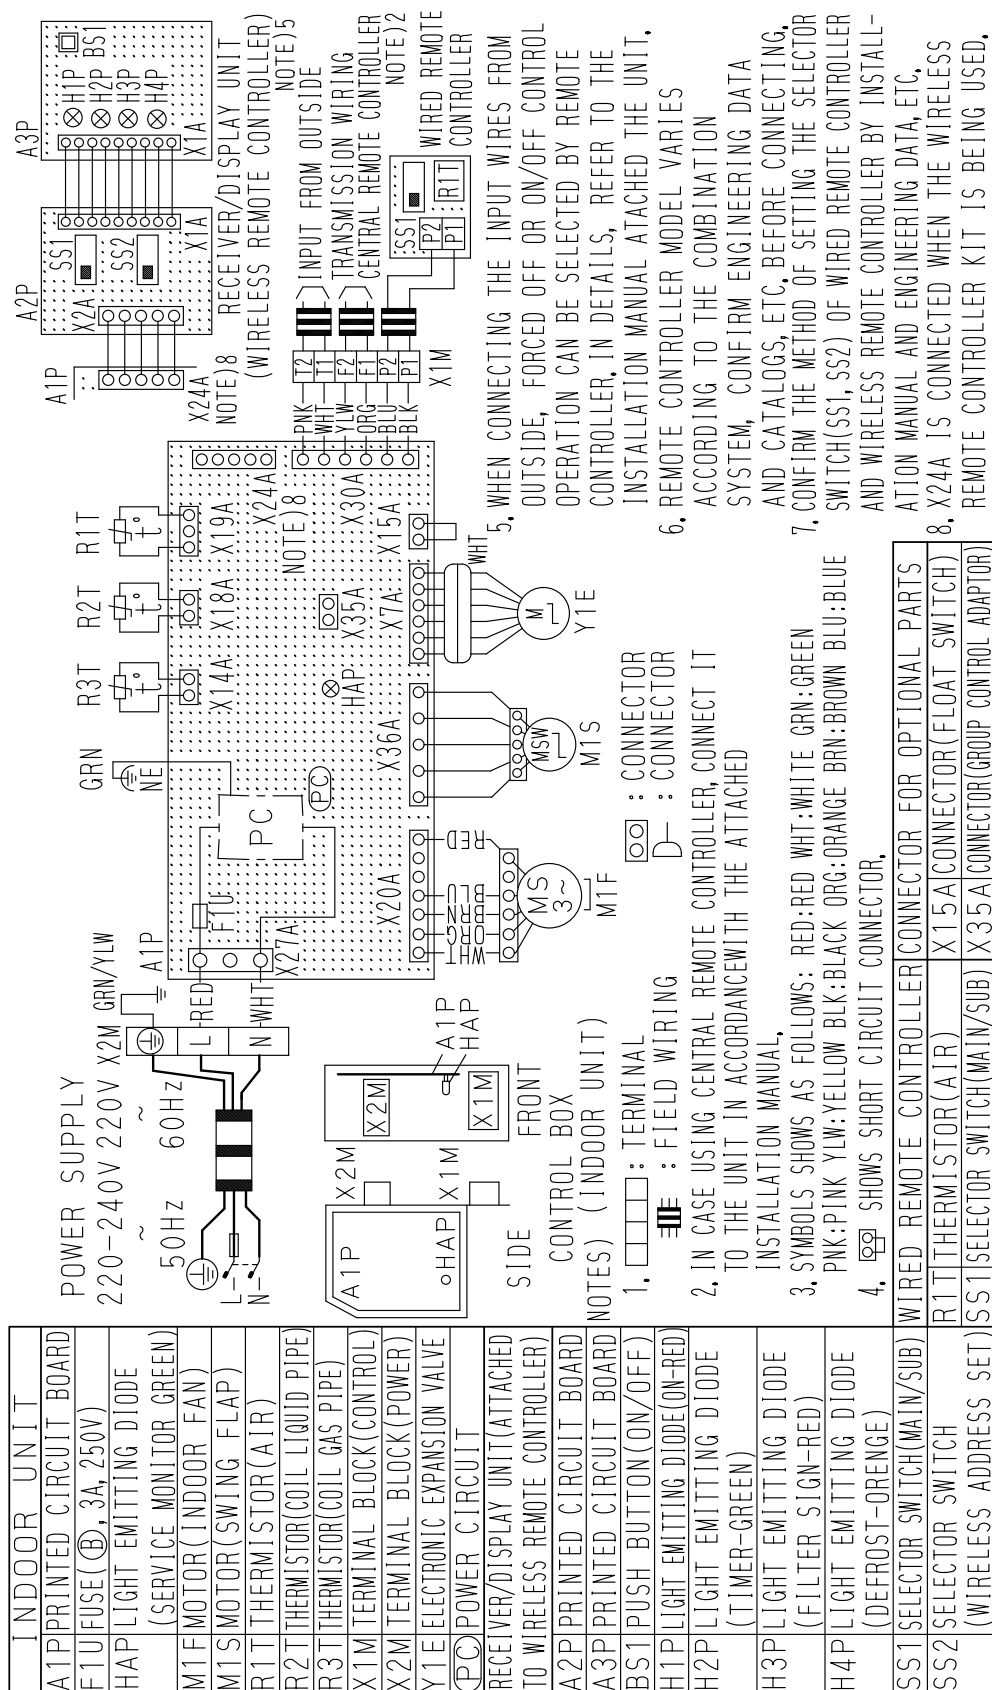 INDOOR UNIT
A1P PRINTED CIRCUIT BOARD
F1U FUSE(Ⓑ, 3A, 250V)
HAP LIGHT EMITTING DIODE
(SERVICE MONITOR GREEN)
M1F MOTOR(INDOOR FAN)
M1S MOTOR(SWING FLAP)
R1T THERMISTOR(AIR)
R2T THERMISTOR(COIL LIQUID PIPE)
R3T THERMISTOR(COIL GAS PIPE)
X1M TERMINAL BLOCK(CONTROL)
X2M TERMINAL BLOCK(POWER)
Y1E ELECTRONIC EXPANSION VALVE
PC POWER CIRCUIT
RECEIVER/DISPLAY UNIT(ATTACHED
TO WIRELESS REMOTE CONTROLLER)
A2P PRINTED CIRCUIT BOARD
A3P PRINTED CIRCUIT BOARD
BS1 PUSH BUTTON(ON/OFF)
H1P LIGHT EMITTING DIODE(ON-RED)
H2P LIGHT EMITTING DIODE
(TIMER-GREEN)
H3P LIGHT EMITTING DIODE
(FILTER SIGN-RED)
H4P LIGHT EMITTING DIODE
(DEFROST-ORENGE)
SS1 SELECTOR SWITCH(MAIN/SUB)
SS2 SELECTOR SWITCH
(WIRELESS ADDRESS SET)
WIRED REMOTE CONTROLLER
R1T THERMISTOR(AIR)
SS1 SELECTOR SWITCH(MAIN/SUB)
CONNECTOR FOR OPTIONAL PARTS
X15A CONNECTOR(FLOAT SWITCH)
X35A CONNECTOR(GROUP CONTROL ADAPTOR)
POWER SUPPLY
220-240V 220V
~ ~
50Hz 60Hz
L
N
X2M
GRN/YLW
L RED
N WHT
A1P
X27A
F1U
PC
PC
GRN
NE
R3T
t°
X14A
R2T
t°
X18A
R1T
t°
X19A
HAP
X35A
X24A
NOTE)8
X30A
X20A
X36A
X7A
X15A
WHT
ORG
BRN
BLU
RED
MS
3~
M1F
MSW
M1S
WHT
M
Y1E
PNK
WHT
YLW
ORG
BLU
BLK
T2
T1
F2
F1
P2
P1
X1M
INPUT FROM OUTSIDE
TRANSMISSION WIRING
CENTRAL REMOTE CONTROLLER
NOTE)2
NOTE)5
P2
P1
SS1
R1T
WIRED REMOTE
CONTROLLER
A1P
X24A
NOTE)8
A2P
X2A
SS1
SS2
X1A
A3P
X1A
H1P
H2P
H3P
H4P
BS1
RECEIVER/DISPLAY UNIT
(WIRELESS REMOTE CONTROLLER)
A1P
HAP
X2M
X1M
SIDE
X2M
X1M
A1P
HAP
FRONT
CONTROL BOX
(INDOOR UNIT)
NOTES)
1. : TERMINAL
: FIELD WIRING
: CONNECTOR
: CONNECTOR
2. IN CASE USING CENTRAL REMOTE CONTROLLER, CONNECT IT
TO THE UNIT IN ACCORDANCEWITH THE ATTACHED
INSTALLATION MANUAL.
3. SYMBOLS SHOWS AS FOLLOWS: RED:RED WHT:WHITE GRN:GREEN
PNK:PINK YLW:YELLOW BLK:BLACK ORG:ORANGE BRN:BROWN BLU:BLUE
4. SHOWS SHORT CIRCUIT CONNECTOR.
5. WHEN CONNECTING THE INPUT WIRES FROM
OUTSIDE, FORCED OFF OR ON/OFF CONTROL
OPERATION CAN BE SELECTED BY REMOTE
CONTROLLER. IN DETAILS, REFER TO THE
INSTALLATION MANUAL ATACHED THE UNIT.
6. REMOTE CONTROLLER MODEL VARIES
ACCORDING TO THE COMBINATION
SYSTEM, CONFIRM ENGINEERING DATA
AND CATALOGS, ETC. BEFORE CONNECTING.
7. CONFIRM THE METHOD OF SETTING THE SELECTOR
SWITCH(SS1, SS2) OF WIRED REMOTE CONTROLLER
AND WIRELESS REMOTE CONTROLLER BY INSTALL-
ATION MANUAL AND ENGINEERING DATA, ETC.
8. X24A IS CONNECTED WHEN THE WIRELESS
REMOTE CONTROLLER KIT IS BEING USED.